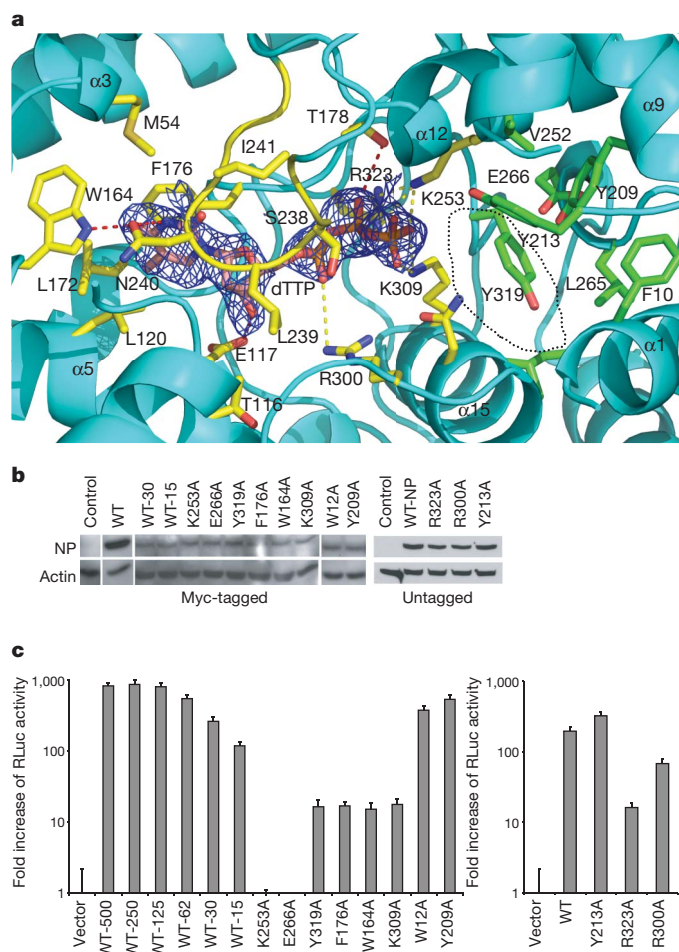 a
α3
M54
T178
α12
α9
V252
I241
F176
R323
E266
Y209
W164
S238
K253
Y213
L172
N240
dTTP
K309
Y319
L265
F10
L239
L120
E117
R300
α1
α5
T116
α15
b
Control
WT
WT-30
WT-15
K253A
E266A
Y319A
F176A
W164A
K309A
W12A
Y209A
Control
WT-NP
R323A
R300A
Y213A
NP
Actin
Myc-tagged
Untagged
c
Fold increase of RLuc activity
1,000
100
10
1
Vector
WT-500
WT-250
WT-125
WT-62
WT-30
WT-15
K253A
E266A
Y319A
F176A
W164A
K309A
W12A
Y209A
Fold increase of RLuc activity
1,000
100
10
1
Vector
WT
Y213A
R323A
R300A